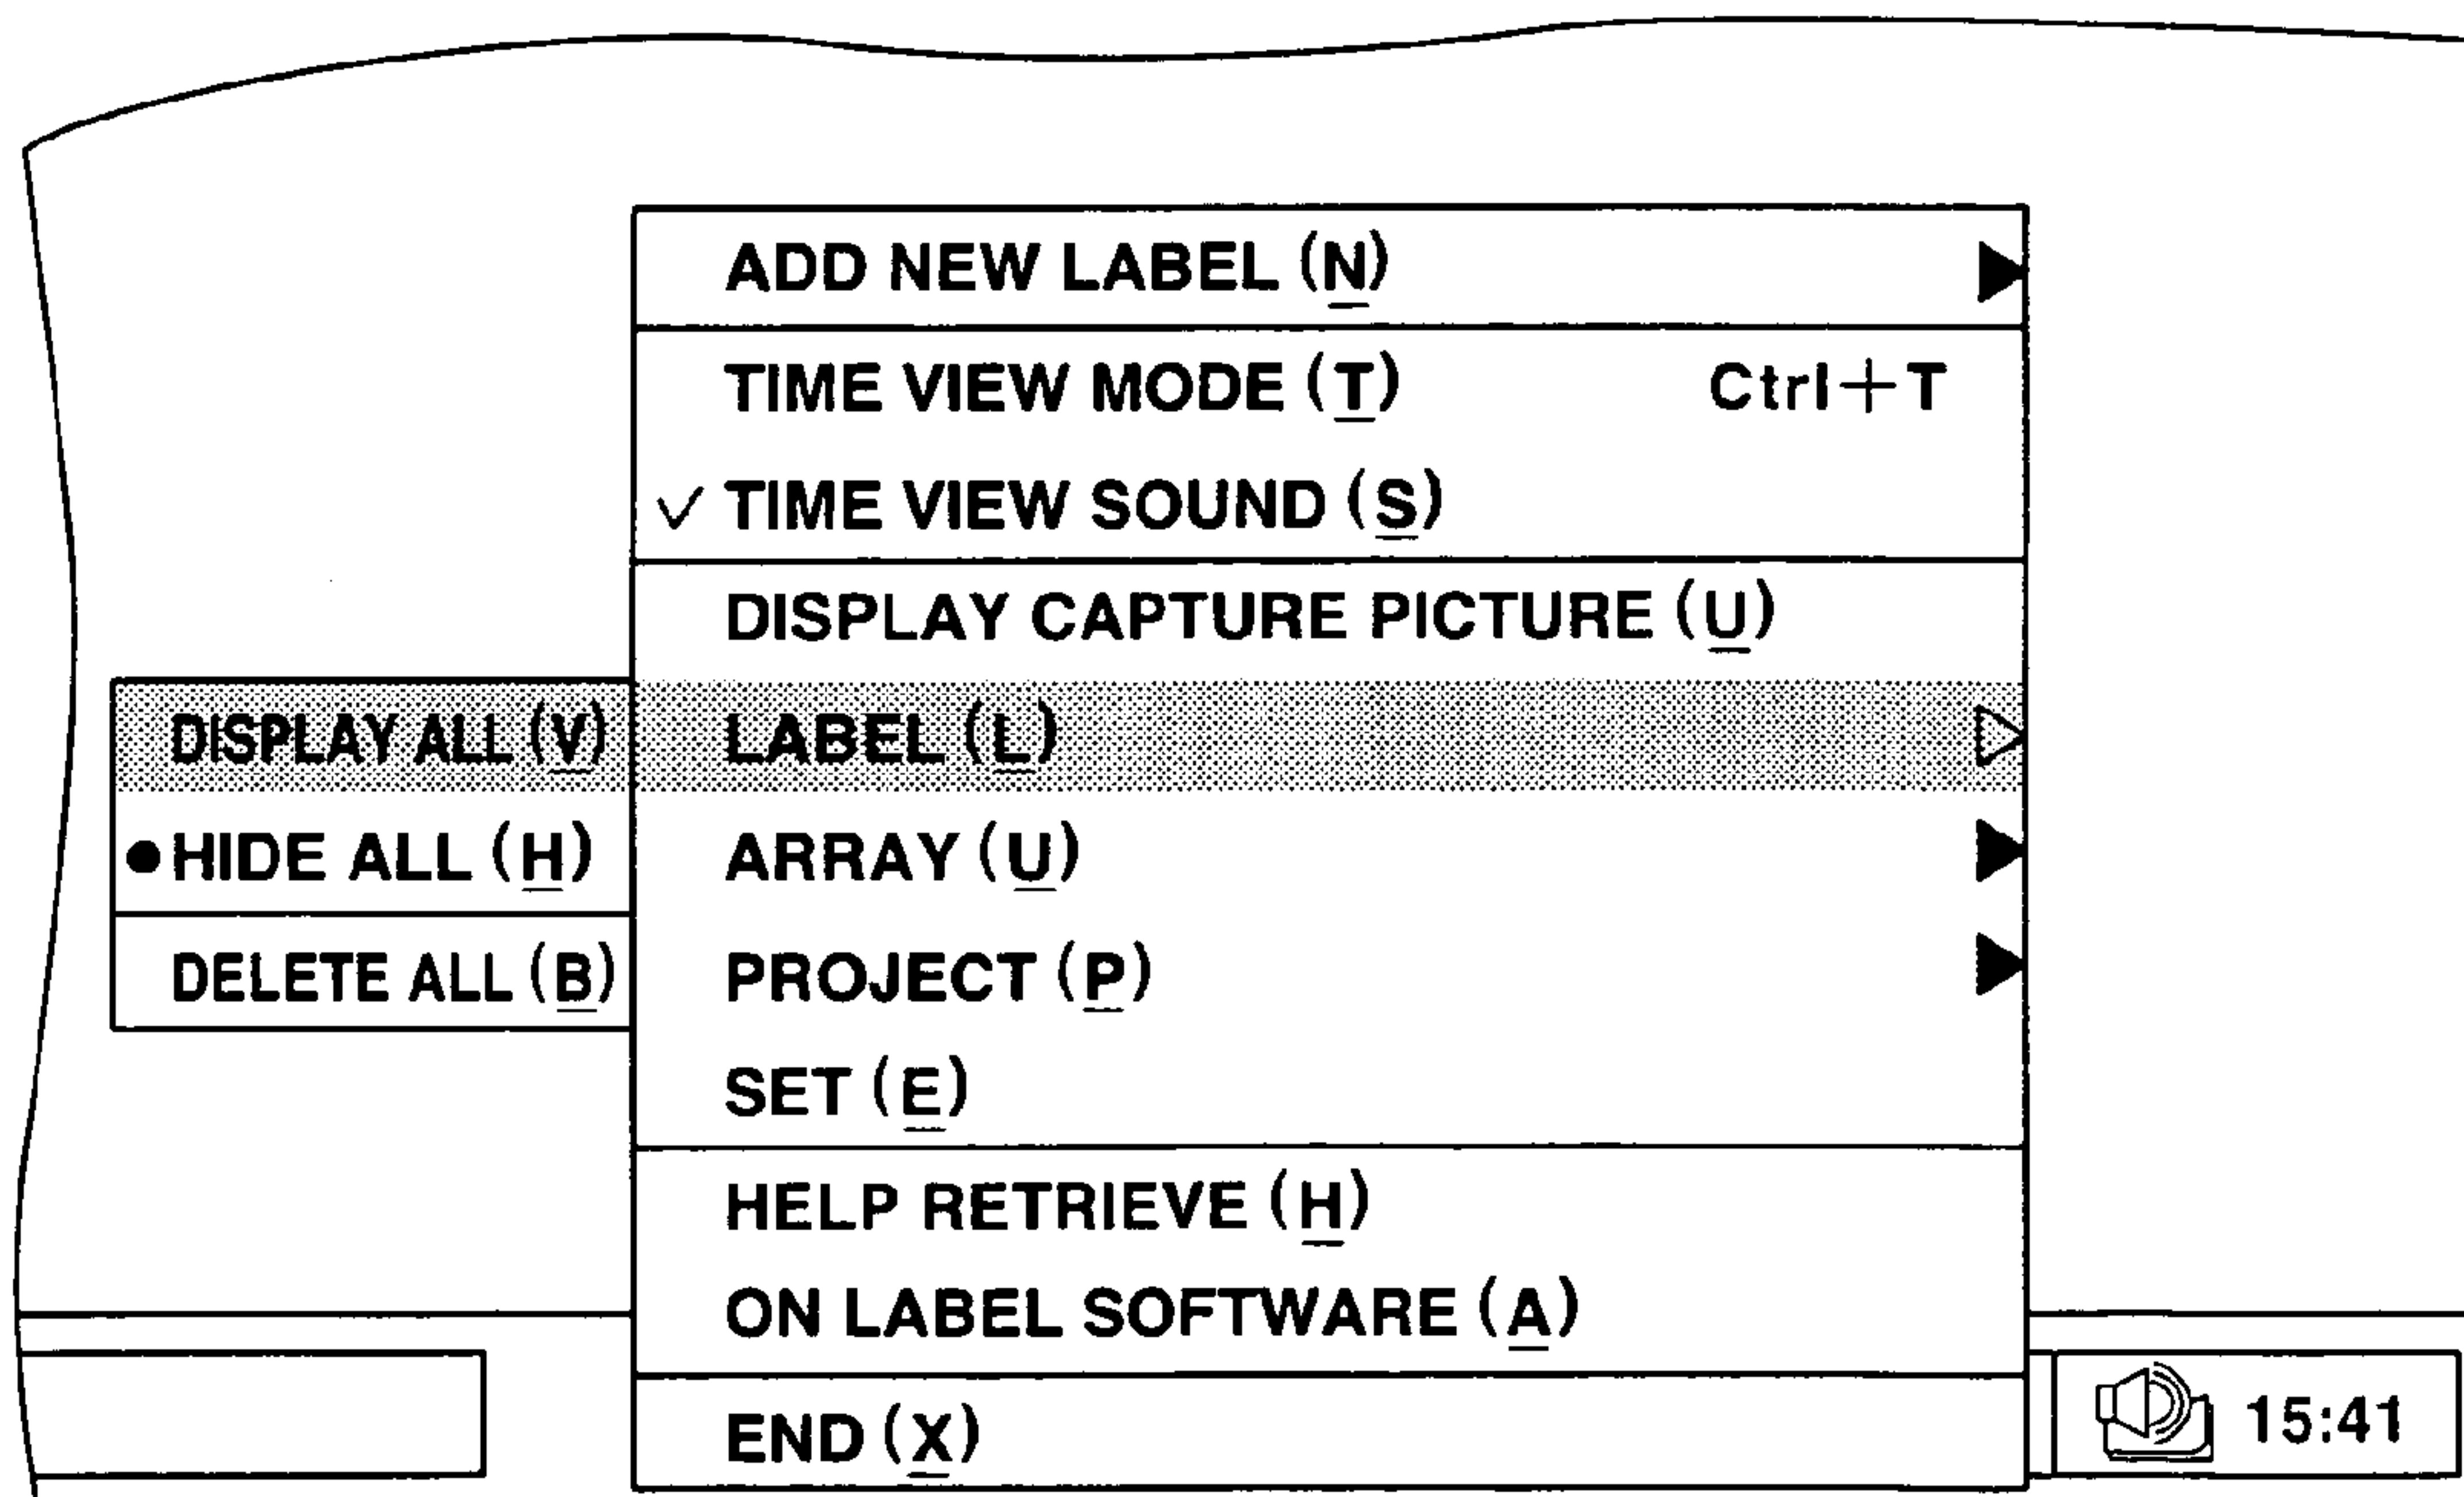 ADD NEW LABEL (N)
TIME VIEW MODE (T) Ctrl+T
✓ TIME VIEW SOUND (S)
DISPLAY CAPTURE PICTURE (U)
DISPLAY ALL (V)
LABEL (L)
● HIDE ALL (H)
ARRAY (U)
DELETE ALL (B)
PROJECT (P)
SET (E)
HELP RETRIEVE (H)
ON LABEL SOFTWARE (A)
END (X)
15:41